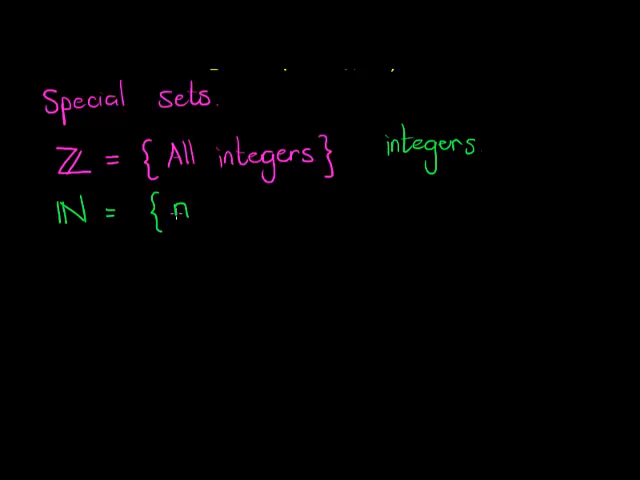 Special sets.
ℤ = { All integers } integers
ℕ = { n